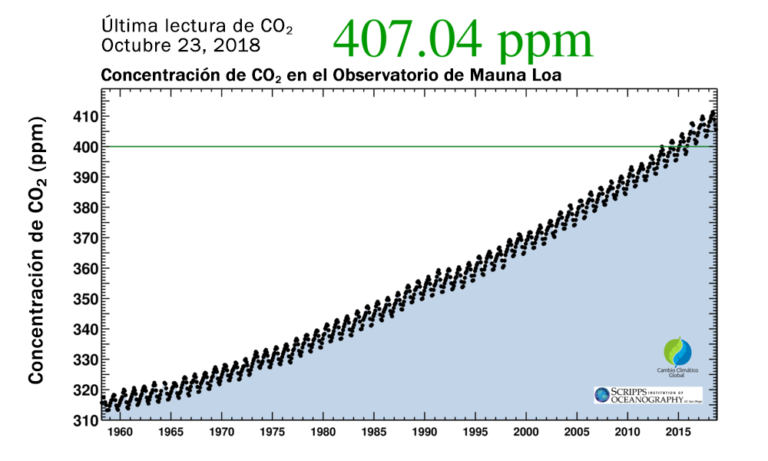 Última lectura de CO₂
Octubre 23, 2018
407.04 ppm
Concentración de CO₂ en el Observatorio de Mauna Loa
Concentración de CO₂ (ppm)
410
400
390
380
370
360
350
340
330
320
310
1960
1965
1970
1975
1980
1985
1990
1995
2000
2005
2010
2015
Cambio Climático
Global
SCRIPPS INSTITUTION OF
OCEANOGRAPHY